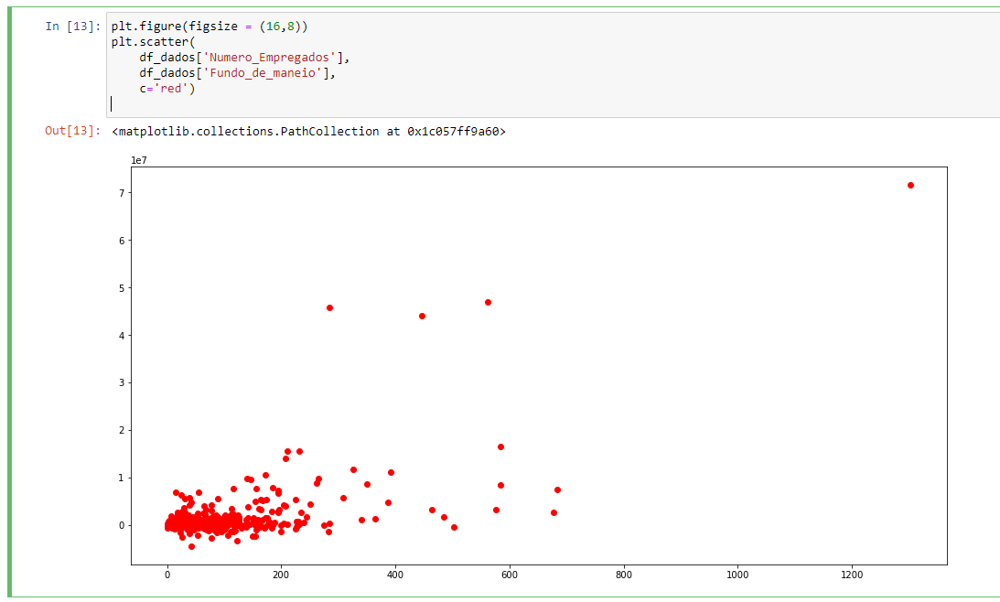 In [13]: plt.figure(figsize = (16,8))
plt.scatter(
    df_dados['Numero_Empregados'],
    df_dados['Fundo_de_maneio'],
    c='red')
Out[13]: <matplotlib.collections.PathCollection at 0x1c057ff9a60>
1e7
7
6
5
4
3
2
1
0
0 200 400 600 800 1000 1200